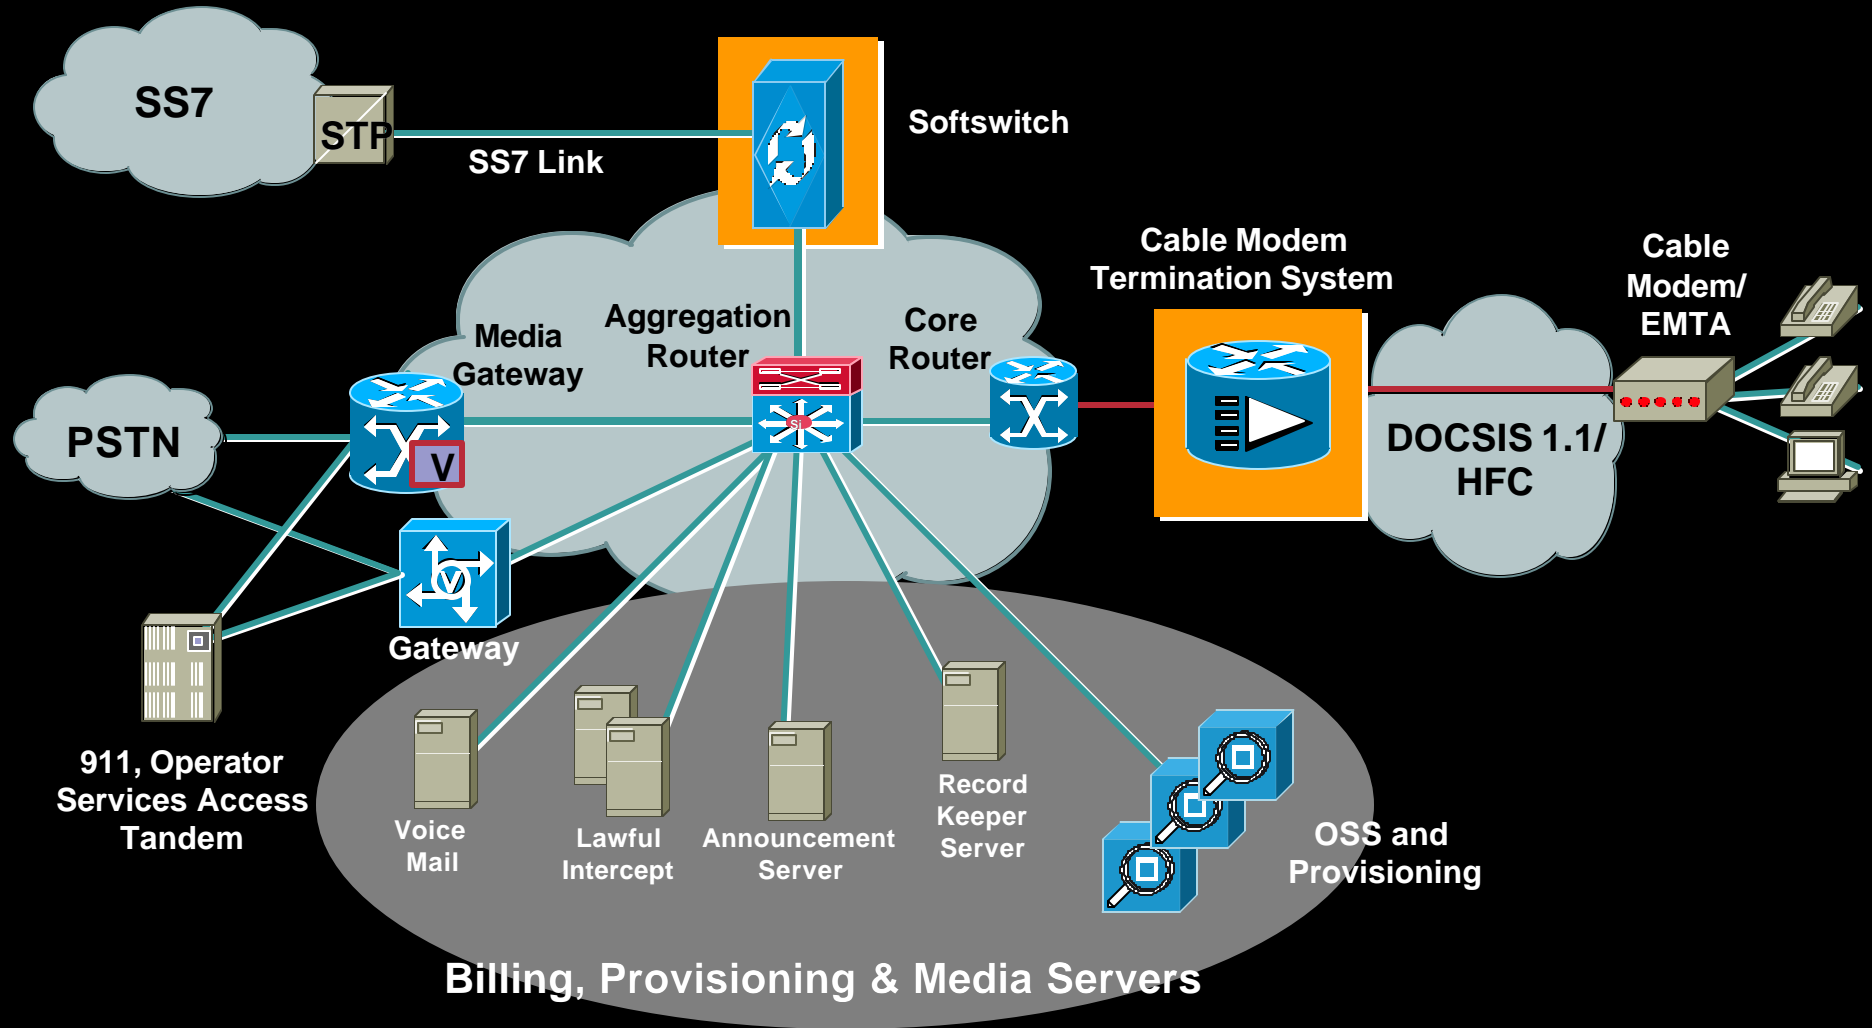 SS7
STP
SS7 Link
Softswitch
Cable Modem
Termination System
Cable
Modem/
EMTA
Aggregation
Router
Core
Router
Media
Gateway
Si
PSTN
V
DOCSIS 1.1/
HFC
V
Gateway
911, Operator
Services Access
Tandem
Voice
Mail
Lawful
Intercept
Announcement
Server
Record
Keeper
Server
OSS and
Provisioning
Billing, Provisioning & Media Servers